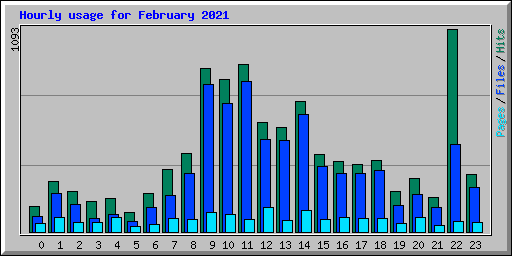 Hourly usage for February 2021
1093
Pages / Files / Hits
0 1 2 3 4 5 6 7 8 9 10 11 12 13 14 15 16 17 18 19 20 21 22 23